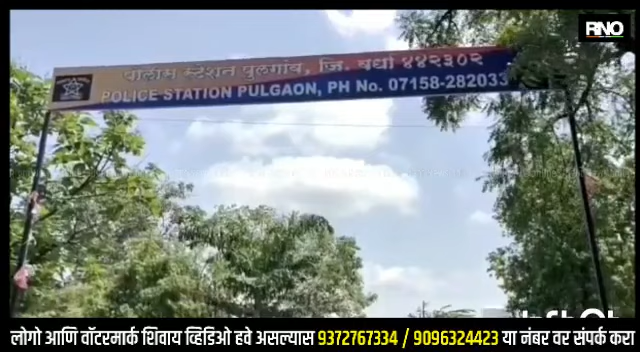 RNO
पोलीस स्टेशन पुलगांव, जि. वर्धा ४४२३०२
POLICE STATION PULGAON, PH No. 07158-282033
लोगो आणि वॉटरमार्क शिवाय व्हिडिओ हवे असल्यास 9372767334 / 9096324423 या नंबर वर संपर्क करा